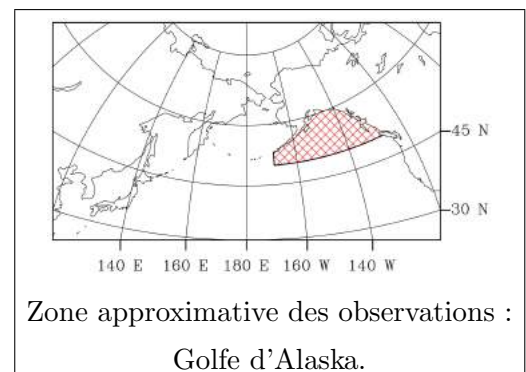 45 N
30 N
140 E 160 E 180 E 160 W 140 W
Zone approximative des observations :
Golfe d'Alaska.